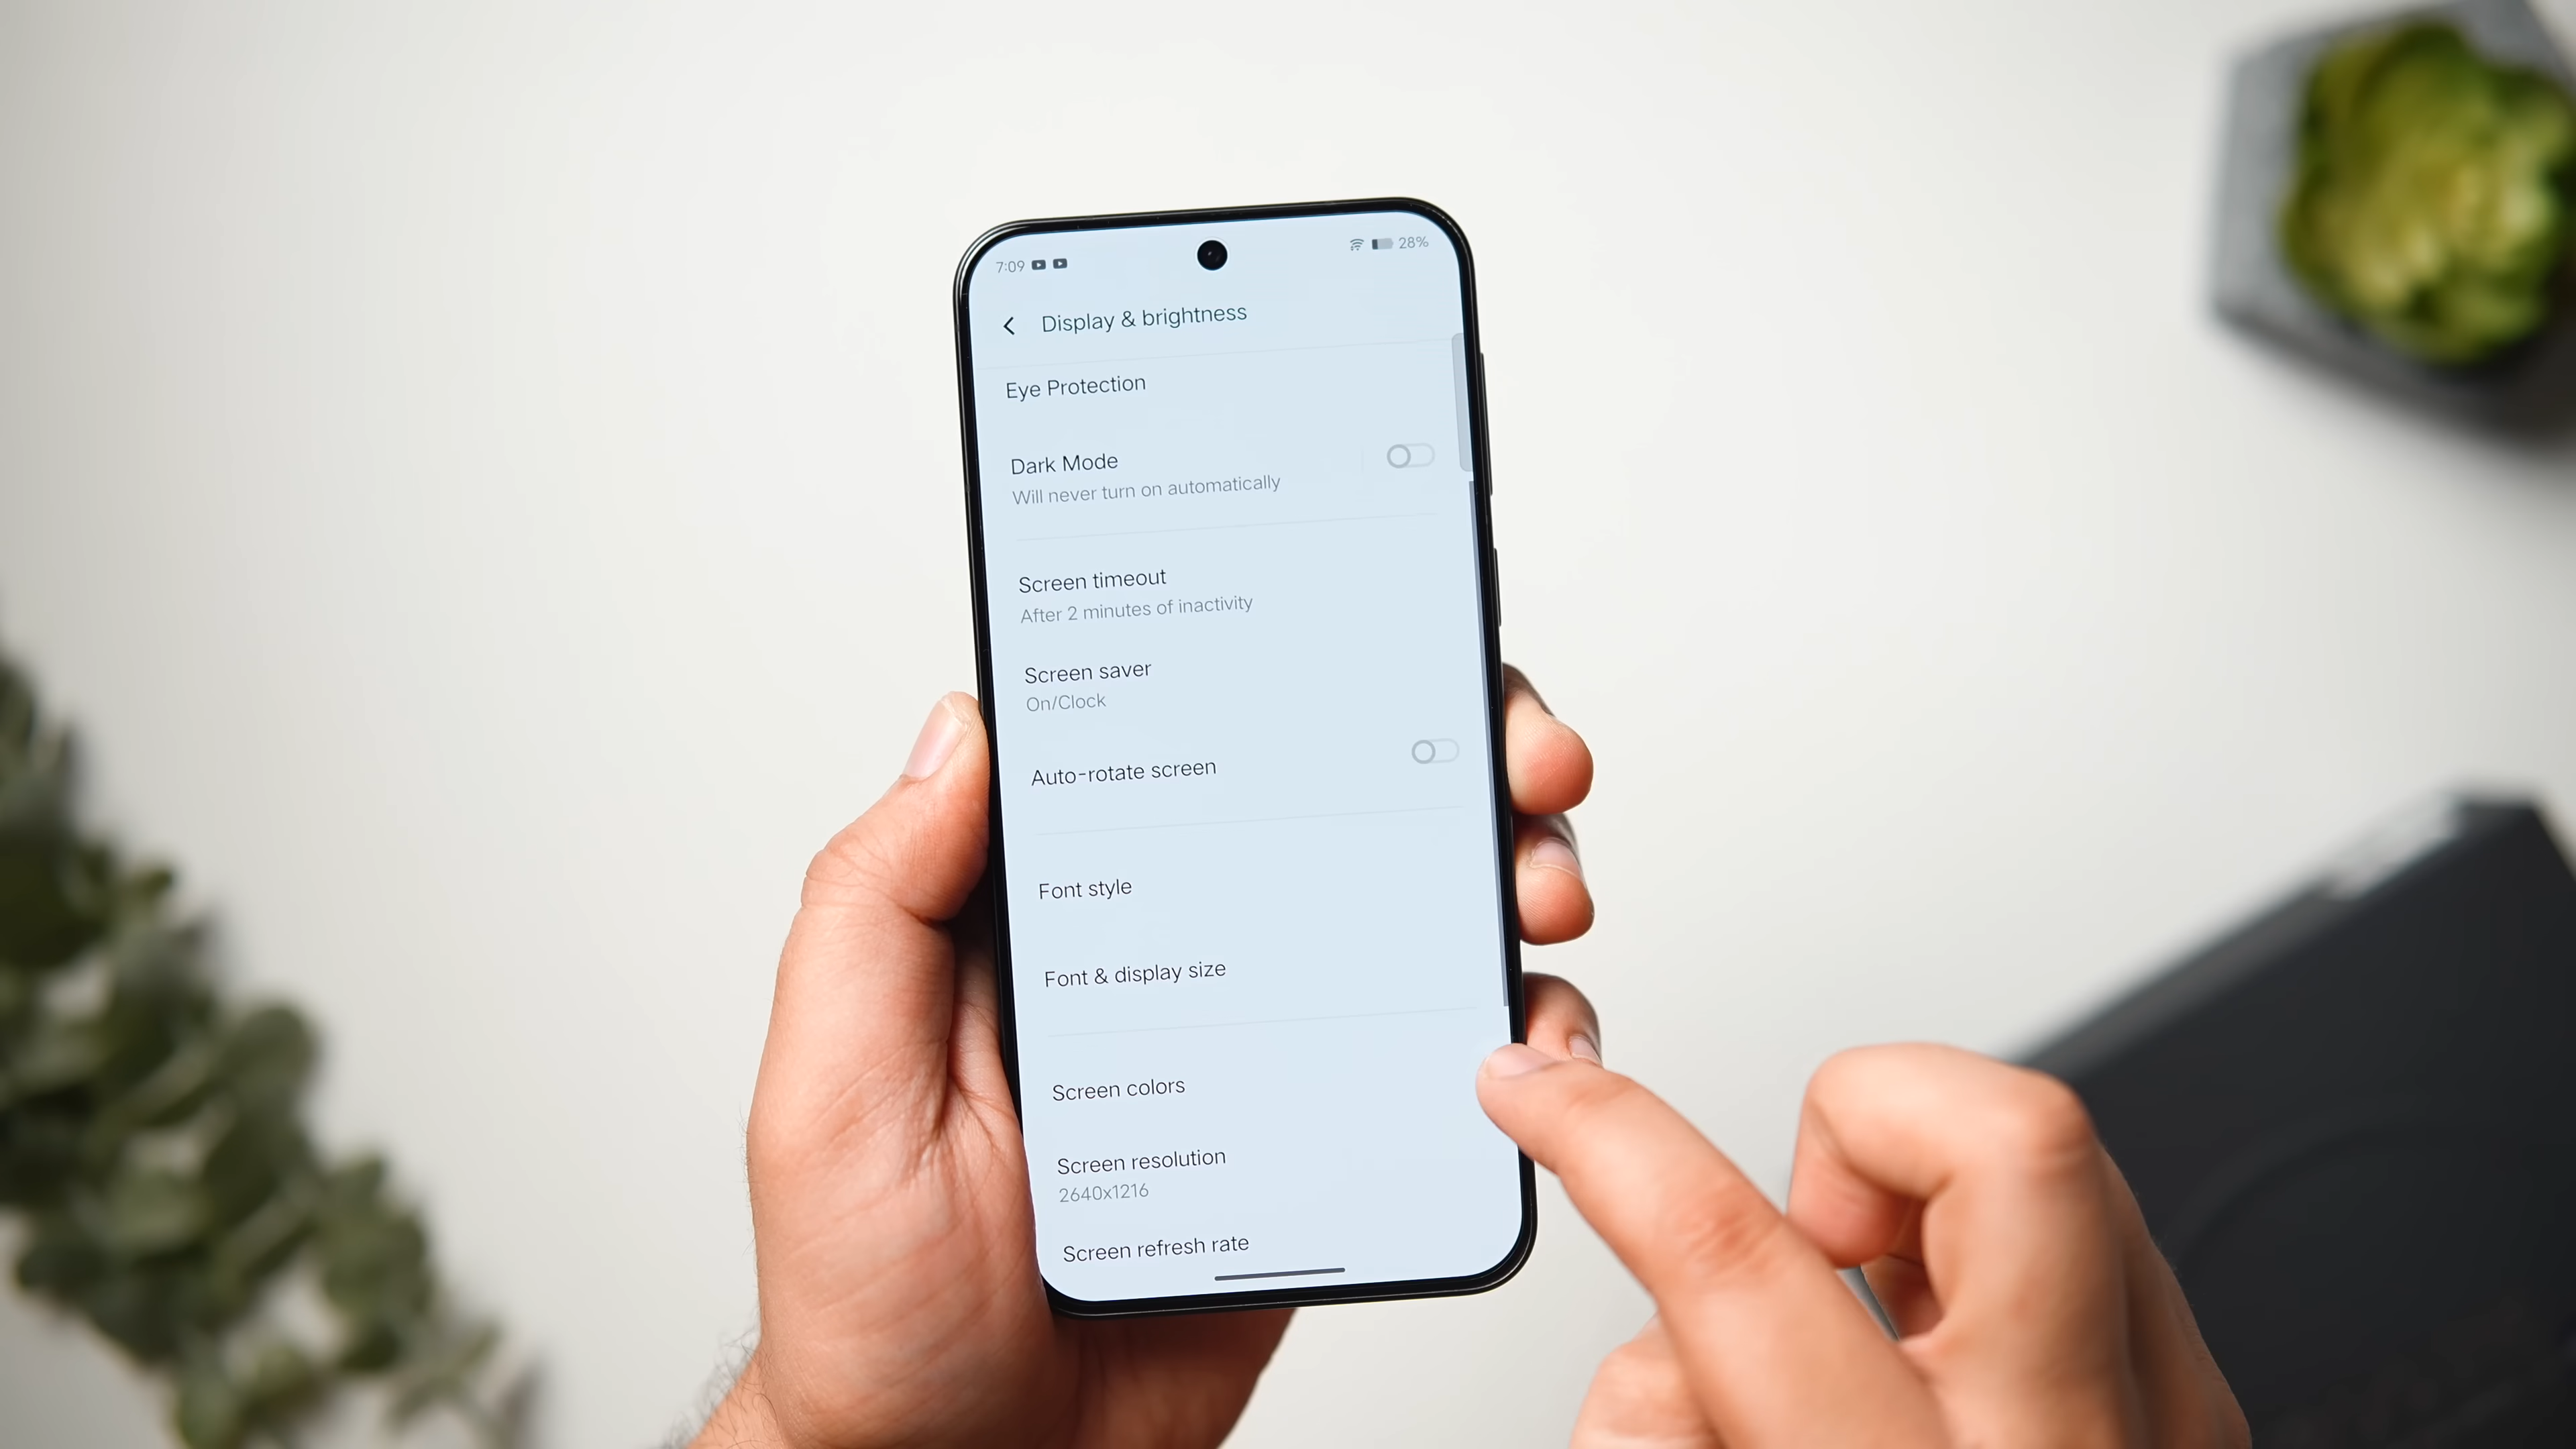 7:09
28%
Display & brightness
Eye Protection
Dark Mode
Will never turn on automatically
Screen timeout
After 2 minutes of inactivity
Screen saver
On/Clock
Auto-rotate screen
Font style
Font & display size
Screen colors
Screen resolution
2640x1216
Screen refresh rate